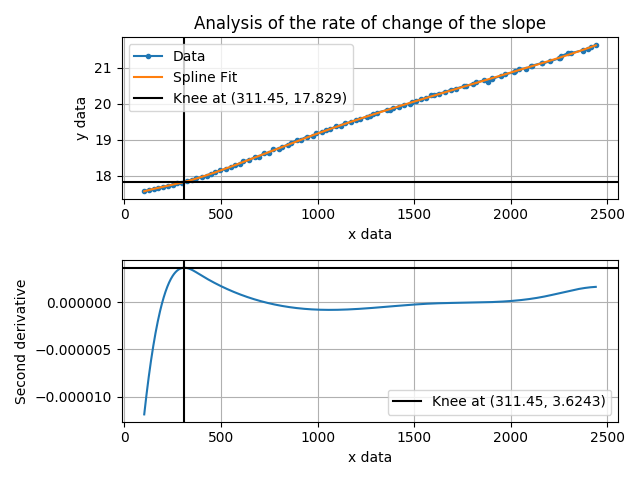 Analysis of the rate of change of the slope
Data
Spline Fit
Knee at (311.45, 17.829)
y data
21
20
19
18
0 500 1000 1500 2000 2500
x data
Second derivative
0.000000
−0.000005
−0.000010
Knee at (311.45, 3.6243)
0 500 1000 1500 2000 2500
x data